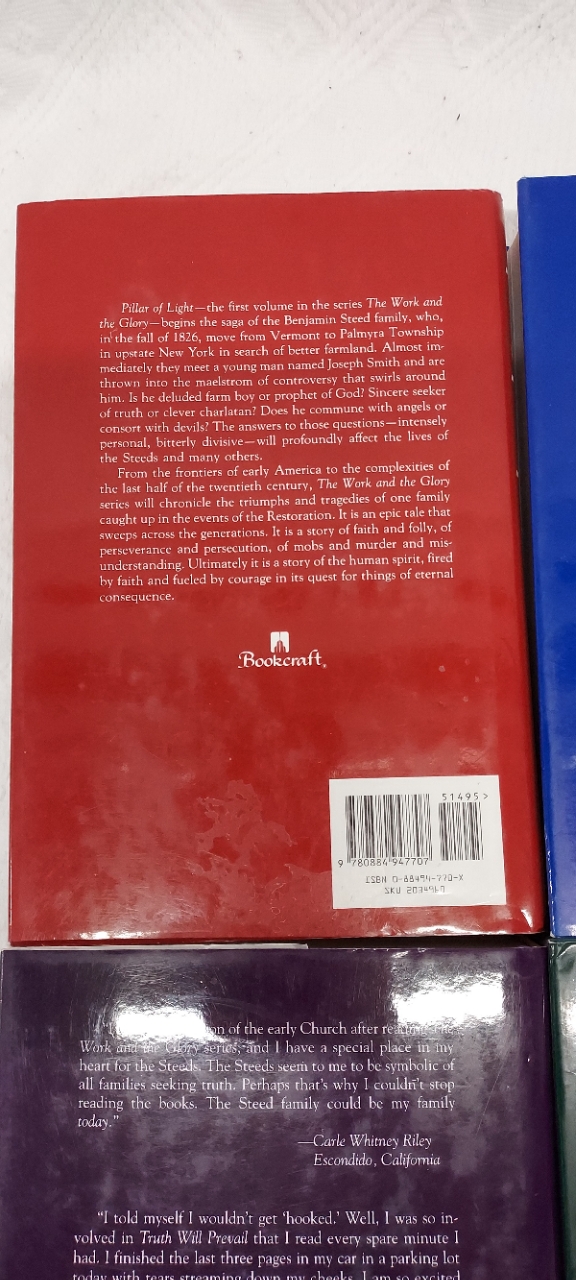 Pillar of Light—the first volume in the series The Work and
the Glory—begins the saga of the Benjamin Steed family, who,
in the fall of 1826, move from Vermont to Palmyra Township
in upstate New York in search of better farmland. Almost im-
mediately they meet a young man named Joseph Smith and are
thrown into the maelstrom of controversy that swirls around
him. Is he deluded farm boy or prophet of God? Sincere seeker
of truth or clever charlatan? Does he commune with angels or
consort with devils? The answers to those questions—intensely
personal, bitterly divisive—will profoundly affect the lives of
the Steeds and many others.
From the frontiers of early America to the complexities of
the last half of the twentieth century, The Work and the Glory
series will chronicle the triumphs and tragedies of one family
caught up in the events of the Restoration. It is an epic tale that
sweeps across the generations. It is a story of faith and folly, of
perseverance and persecution, of mobs and murder and mis-
understanding. Ultimately it is a story of the human spirit, fired
by faith and fueled by courage in its quest for things of eternal
consequence.
Bookcraft®
51495>
9 780884 947707
ISBN 0-88494-770-X
SKU
on of the early Church after
Work and the Glory series, and I have a special place in my
heart for the Steeds. The Steeds seem to me to be symbolic of
all families seeking truth. Perhaps that's why I couldn't stop
reading the books. The Steed family could be my family
today."
—Carle Whitney Riley
Escondido, California
"I told myself I wouldn't get 'hooked.' Well, I was so in-
volved in Truth Will Prevail that I read every spare minute I
had. I finished the last three pages in my car in a parking lot
today with tears streaming down my cheeks. I am so excited